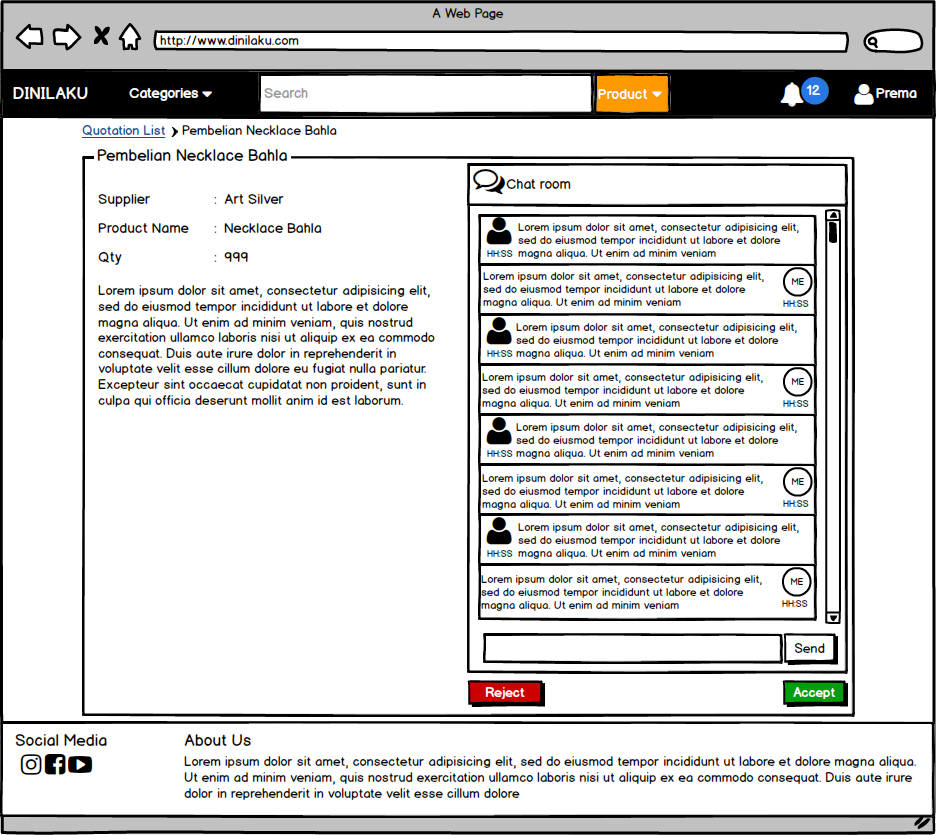 A Web Page
http://www.dinilaku.com
DINILAKU
Categories
Search
Product
12
Prema
Quotation List
Pembelian Necklace Bahla
Pembelian Necklace Bahla
Supplier : Art Silver
Product Name : Necklace Bahla
Qty : 999
Lorem ipsum dolor sit amet, consectetur adipisicing elit,
sed do eiusmod tempor incididunt ut labore et dolore
magna aliqua. Ut enim ad minim veniam, quis nostrud
exercitation ullamco laboris nisi ut aliquip ex ea commodo
consequat. Duis aute irure dolor in reprehenderit in
voluptate velit esse cillum dolore eu fugiat nulla pariatur.
Excepteur sint occaecat cupidatat non proident, sunt in
culpa qui officia deserunt mollit anim id est laborum.
Chat room
Lorem ipsum dolor sit amet, consectetur adipisicing elit,
sed do eiusmod tempor incididunt ut labore et dolore
HH:SS magna aliqua. Ut enim ad minim veniam
Lorem ipsum dolor sit amet, consectetur adipisicing elit,
ME
sed do eiusmod tempor incididunt ut labore et dolore
magna aliqua. Ut enim ad minim veniam HH:SS
Lorem ipsum dolor sit amet, consectetur adipisicing elit,
sed do eiusmod tempor incididunt ut labore et dolore
HH:SS magna aliqua. Ut enim ad minim veniam
Lorem ipsum dolor sit amet, consectetur adipisicing elit,
ME
sed do eiusmod tempor incididunt ut labore et dolore
magna aliqua. Ut enim ad minim veniam HH:SS
Lorem ipsum dolor sit amet, consectetur adipisicing elit,
sed do eiusmod tempor incididunt ut labore et dolore
HH:SS magna aliqua. Ut enim ad minim veniam
Lorem ipsum dolor sit amet, consectetur adipisicing elit,
ME
sed do eiusmod tempor incididunt ut labore et dolore
magna aliqua. Ut enim ad minim veniam HH:SS
Lorem ipsum dolor sit amet, consectetur adipisicing elit,
sed do eiusmod tempor incididunt ut labore et dolore
HH:SS magna aliqua. Ut enim ad minim veniam
Lorem ipsum dolor sit amet, consectetur adipisicing elit,
ME
sed do eiusmod tempor incididunt ut labore et dolore
magna aliqua. Ut enim ad minim veniam HH:SS
Send
Reject
Accept
Social Media
About Us
Lorem ipsum dolor sit amet, consectetur adipisicing elit, sed do eiusmod tempor incididunt ut labore et dolore magna aliqua.
Ut enim ad minim veniam, quis nostrud exercitation ullamco laboris nisi ut aliquip ex ea commodo consequat. Duis aute irure
dolor in reprehenderit in voluptate velit esse cillum dolore